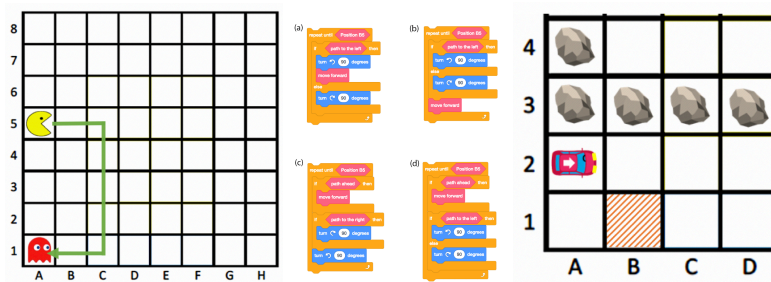 8
7
6
5
4
3
2
1
A B C D E F G H
(a)
repeat until Position
if path to the left then
turn 90 degrees
move forward
else
turn 90 degrees
(b)
repeat until Position
if path to the left then
turn 90 degrees
else
turn 90 degrees
move forward
(c)
repeat until Position
if path ahead then
move forward
if path to the right then
turn 90 degrees
turn 90 degrees
(d)
repeat until Position
if path ahead then
move forward
if path to the left then
turn 90 degrees
else
turn 90 degrees
4
3
2
1
A B C D